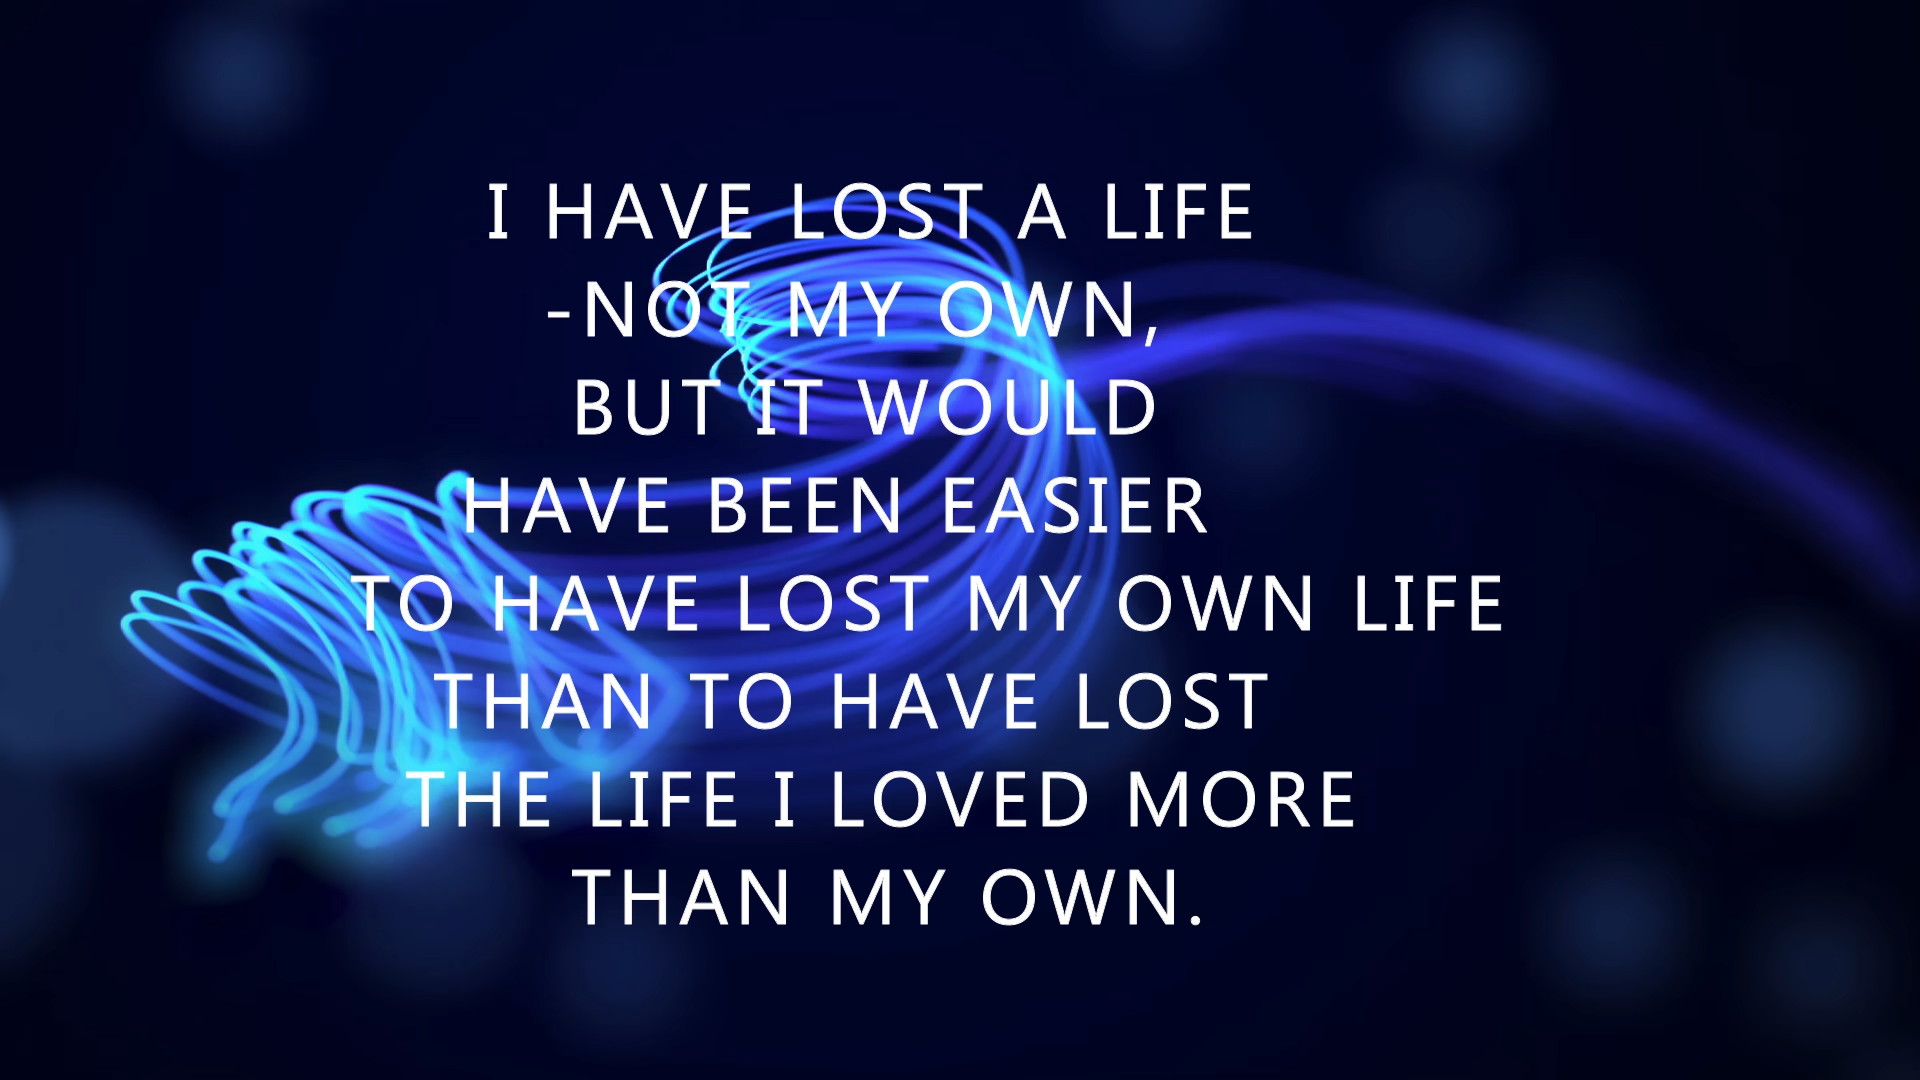 I HAVE LOST A LIFE
-NOT MY OWN,
BUT IT WOULD
HAVE BEEN EASIER
TO HAVE LOST MY OWN LIFE
THAN TO HAVE LOST
THE LIFE I LOVED MORE
THAN MY OWN.